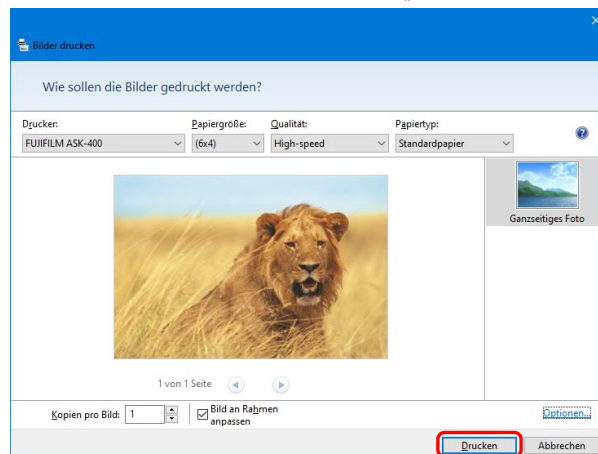 Bilder drucken
Wie sollen die Bilder gedruckt werden?
Drucker: Papiergröße: Qualität: Papiertyp:
FUJIFILM ASK-400 (6x4) High-speed Standardpapier
Ganzseitiges Foto
1 von 1 Seite
Kopien pro Bild: 1 Bild an Rahmen
anpassen
Optionen...
Drucken Abbrechen